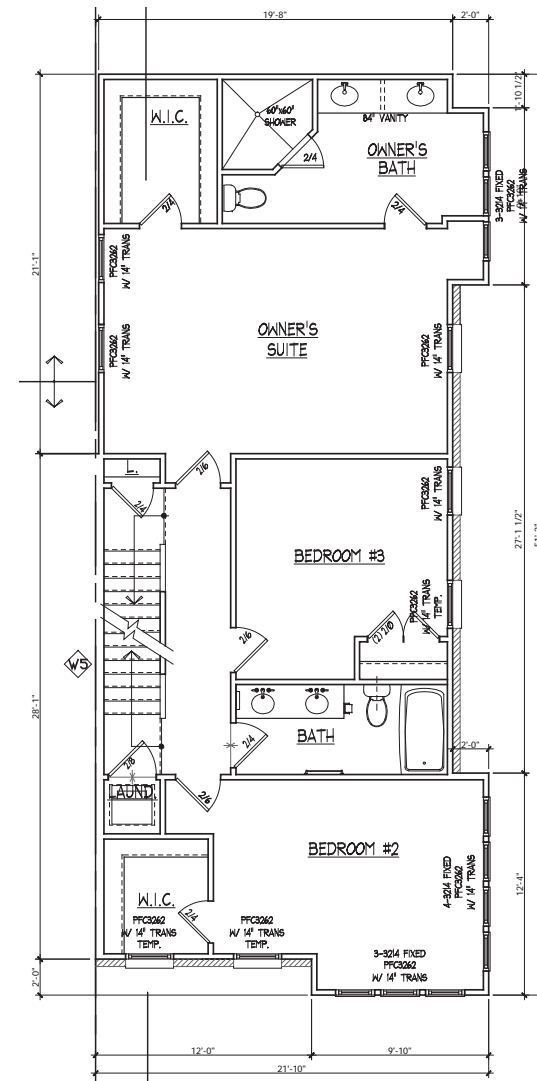 19'-8"
2'-0"
W.I.C.
60"x60"
SHOWER
84" VANITY
2/4
OWNER'S
BATH
1'-10 1/2"
3-3214 FIXED
PFC3262
W/ 14" TRANS
2/4
2/4
PFC3262
W/ 14" TRANS
21'-1"
OWNER'S
SUITE
PFC3262
W/ 14" TRANS
PFC3262
W/ 14" TRANS
2/6
L.
2/4
PFC3262
W/ 14" TRANS
27'-1 1/2"
BEDROOM #3
PFC3262
W/ 14" TRANS
TEMP.
(2) 2/0
2/6
W5
28'-1"
BATH
2/4
2'-0"
2/8
LAUND.
2/6
BEDROOM #2
4-3214 FIXED
PFC3262
W/ 14" TRANS
12'-4"
W.I.C.
2/4
PFC3262
W/ 14" TRANS
TEMP.
PFC3262
W/ 14" TRANS
TEMP.
3-3214 FIXED
PFC3262
W/ 14" TRANS
2'-0"
12'-0"
9'-10"
21'-10"